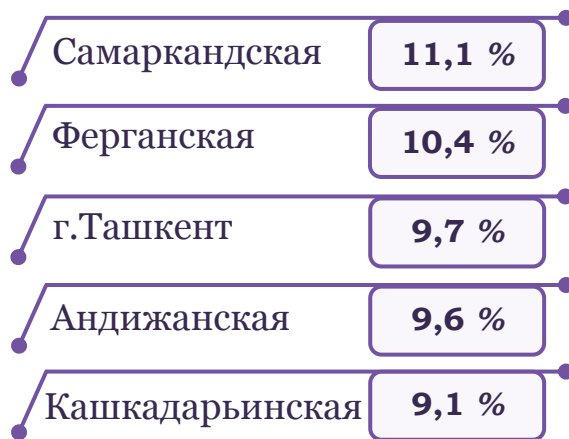 Самаркандская 11,1 %
Ферганская 10,4 %
г.Ташкент 9,7 %
Андижанская 9,6 %
Кашкадарьинская 9,1 %